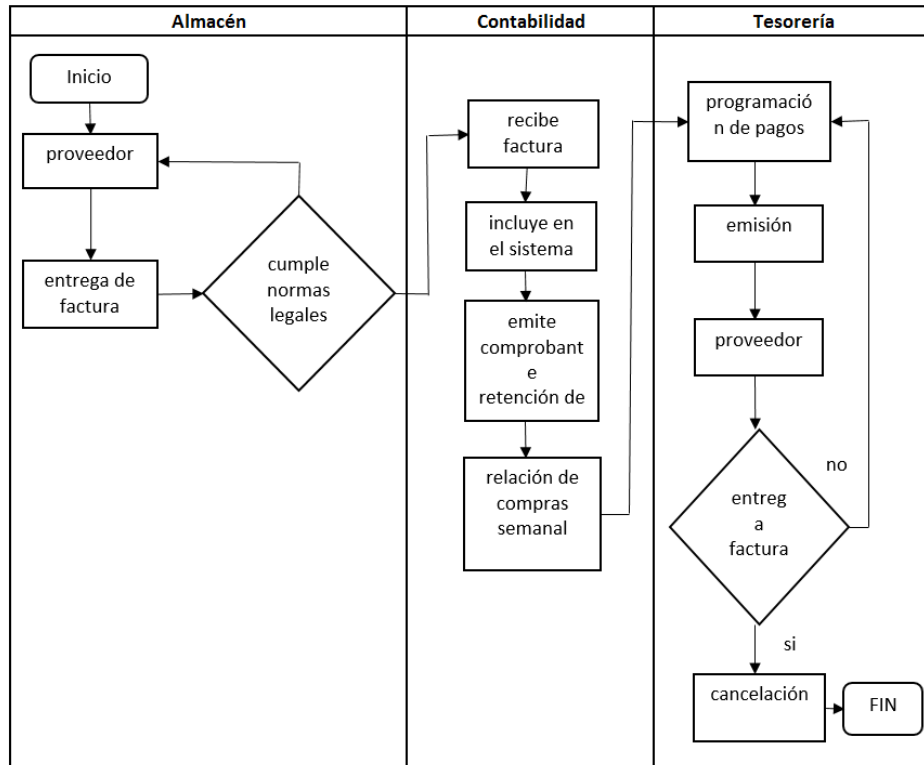 Almacén
Contabilidad
Tesorería
Inicio
proveedor
entrega de
factura
cumple
normas
legales
recibe
factura
incluye en
el sistema
emite
comprobant
e
retención de
relación de
compras
semanal
programació
n de pagos
emisión
proveedor
entreg
a
factura
no
si
cancelación
FIN